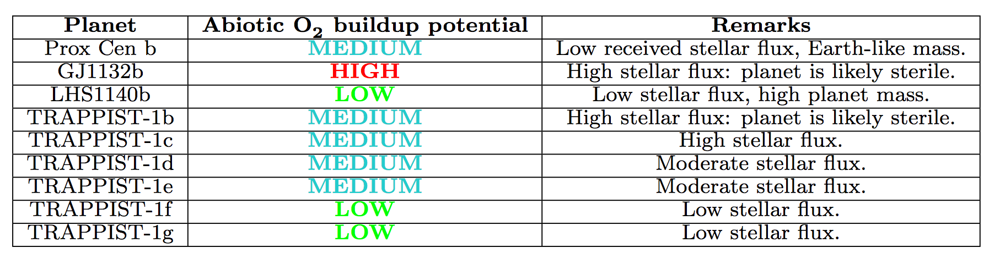 Planet Abiotic O2 buildup potential Remarks
Prox Cen b MEDIUM Low received stellar flux, Earth-like mass.
GJ1132b HIGH High stellar flux: planet is likely sterile.
LHS1140b LOW Low stellar flux, high planet mass.
TRAPPIST-1b MEDIUM High stellar flux: planet is likely sterile.
TRAPPIST-1c MEDIUM High stellar flux.
TRAPPIST-1d MEDIUM Moderate stellar flux.
TRAPPIST-1e MEDIUM Moderate stellar flux.
TRAPPIST-1f LOW Low stellar flux.
TRAPPIST-1g LOW Low stellar flux.